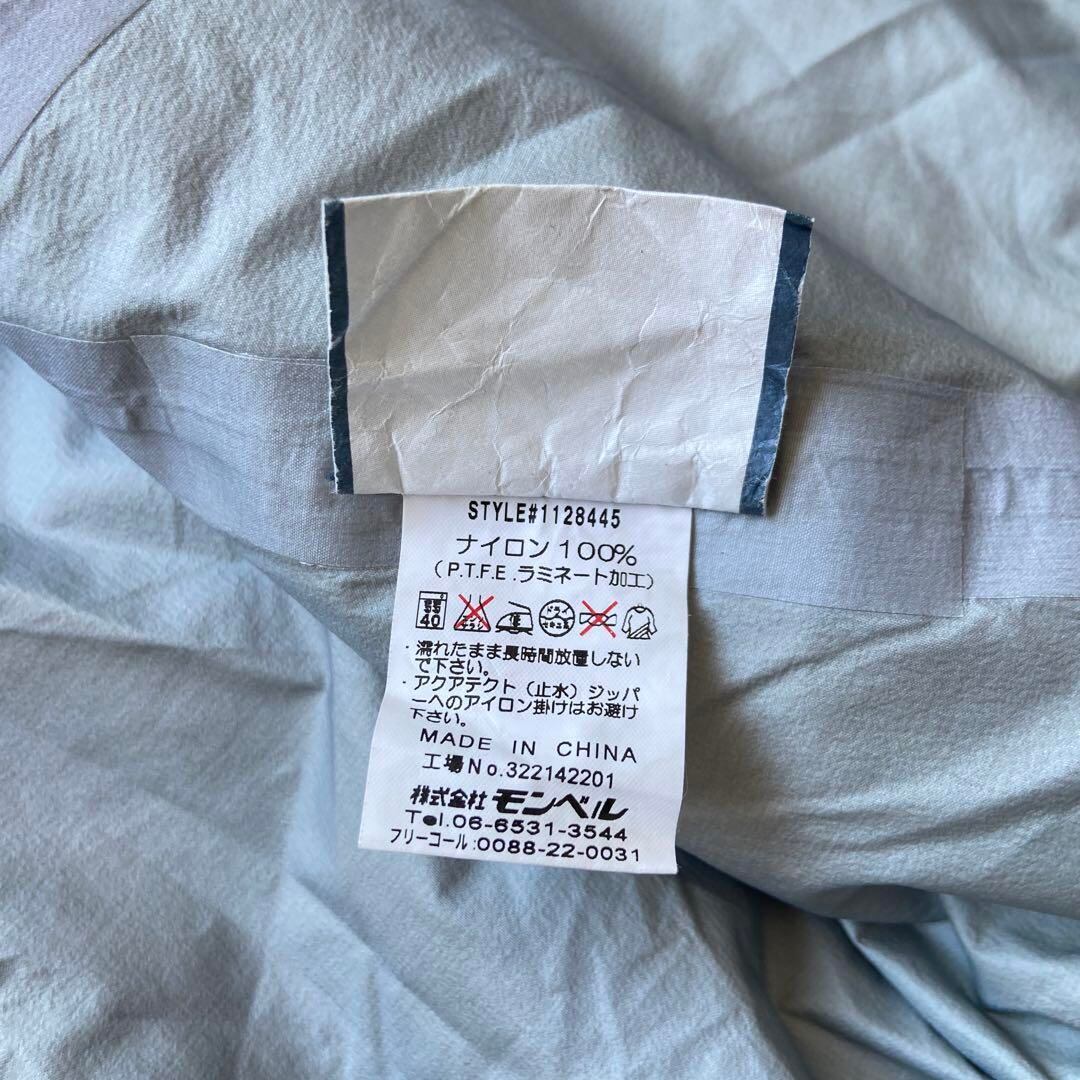 STYLE#1128445
ナイロン100%
(P.T.F.E.ラミネート加工)
40
ドライ
・濡れたまま長時間放置しない
で下さい。
・アクアテクト(止水)ジッパ
ーへのアイロン掛けはお避け
下さい。
MADE IN CHINA
工場No.322142201
株式会社モンベル
Tel.06-6531-3544
フリーコール:0088-22-0031